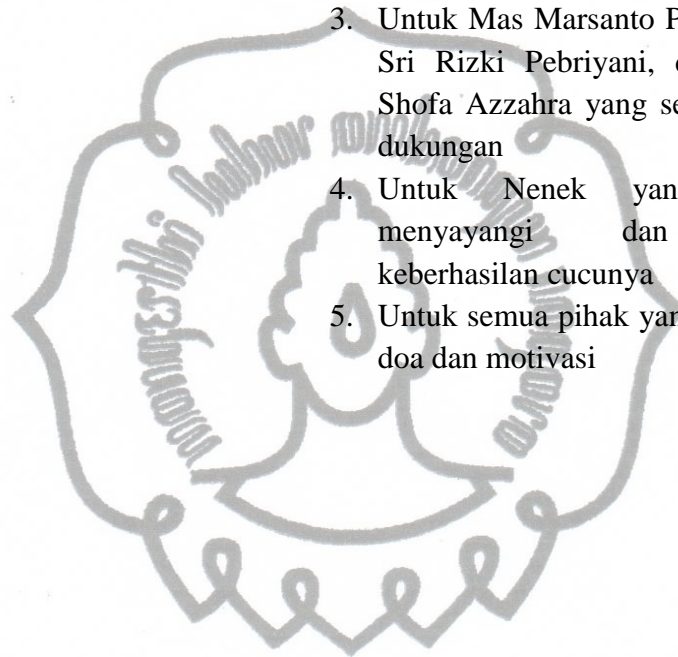 3. Untuk Mas Marsanto P
Sri Rizki Pebriyani,
Shofa Azzahra yang se
dukungan
4. Untuk Nenek yan
menyayangi dan
keberhasilan cucunya
5. Untuk semua pihak yan
doa dan motivasi